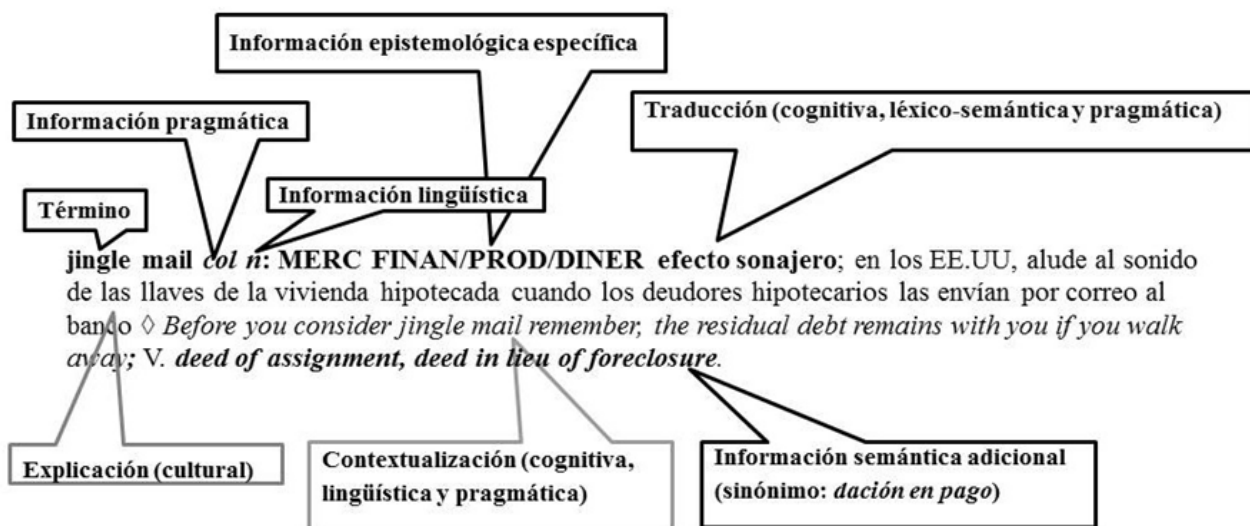 Información epistemológica específica
Información pragmática
Traducción (cognitiva, léxico-semántica y pragmática)
Información lingüística
Término
jingle mail col n: MERC FINAN/PROD/DINER efecto sonajero; en los EE.UU, alude al sonido
de las llaves de la vivienda hipotecada cuando los deudores hipotecarios las envían por correo al
banco ◊ Before you consider jingle mail remember, the residual debt remains with you if you walk
away; V. deed of assignment, deed in lieu of foreclosure.
Explicación (cultural)
Contextualización (cognitiva,
lingüística y pragmática)
Información semántica adicional
(sinónimo: dación en pago)